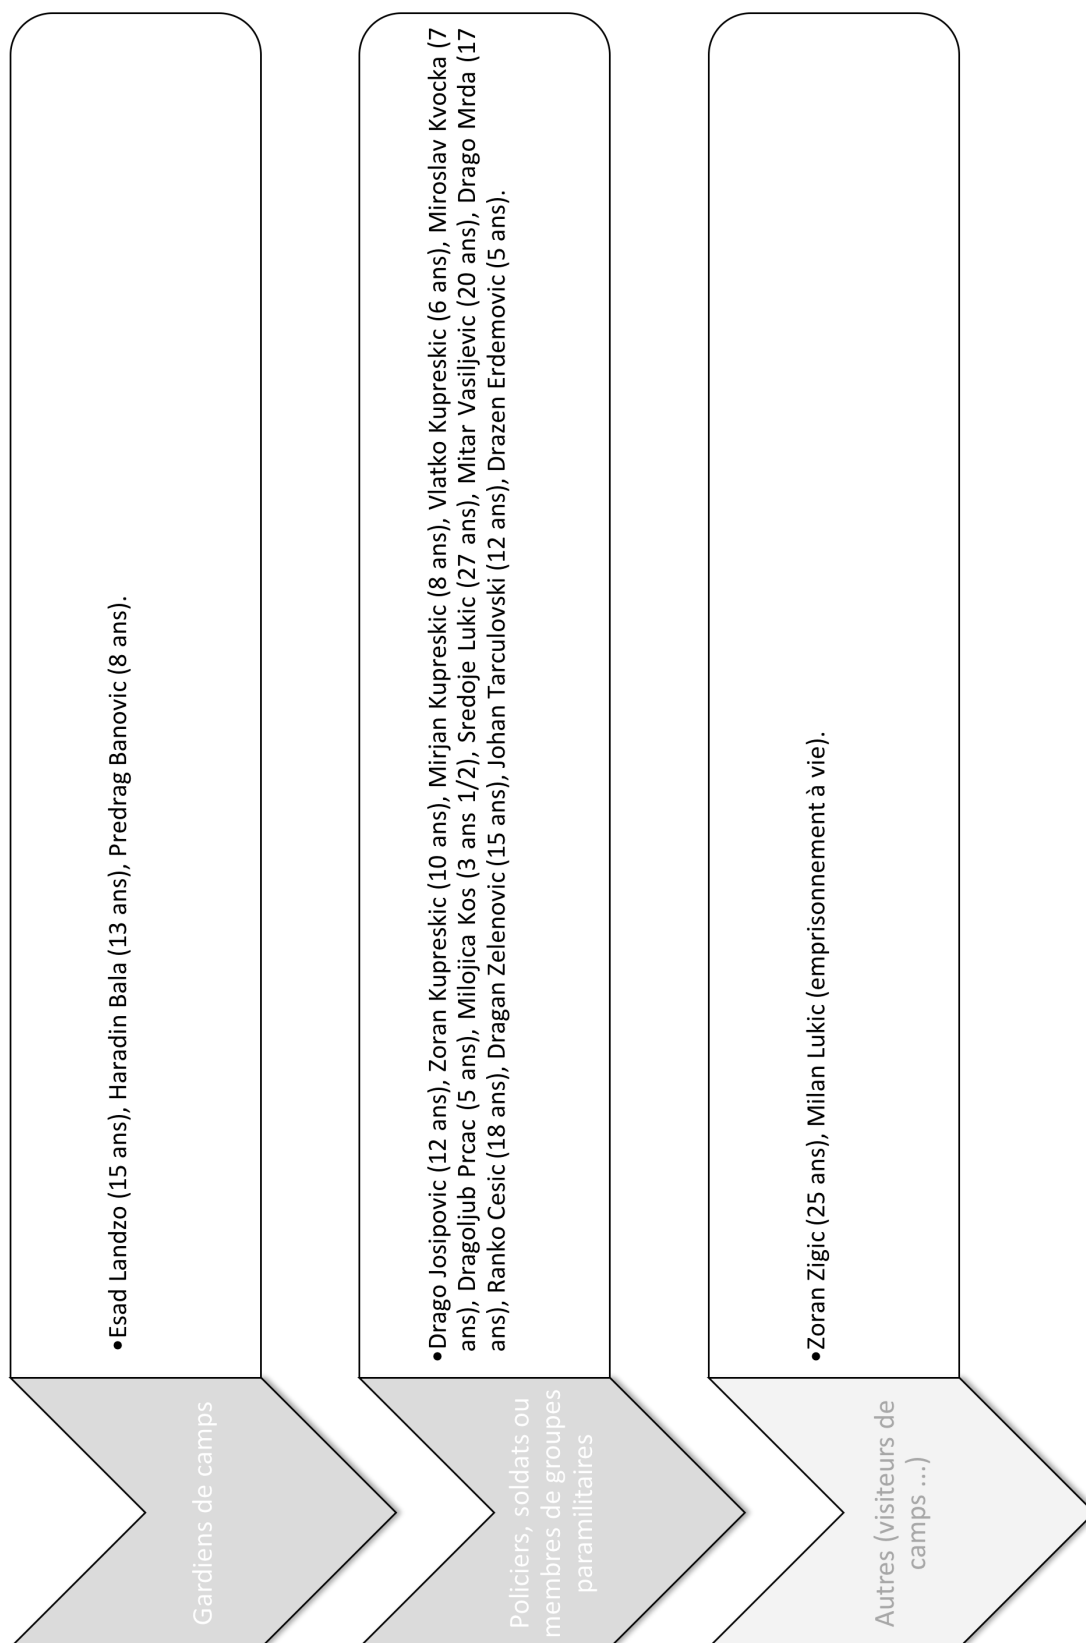 Gardiens de camps
•Esad Landzo (15 ans), Haradin Bala (13 ans), Predrag Banovic (8 ans).
Policiers, soldats ou
membres de groupes
paramilitaires
•Drago Josipovic (12 ans), Zoran Kupreskic (10 ans), Mirjan Kupreskic (8 ans), Vlatko Kupreskic (6 ans), Miroslav Kvocka (7
ans), Dragoljub Prcac (5 ans), Milojica Kos (3 ans 1/2), Sredoje Lukic (27 ans), Mitar Vasiljevic (20 ans), Drago Mrda (17
ans), Ranko Cesic (18 ans), Dragan Zelenovic (15 ans), Johan Tarculovski (12 ans), Drazen Erdemovic (5 ans).
Autres (visiteurs de
camps ...)
•Zoran Zigic (25 ans), Milan Lukic (emprisonnement à vie).